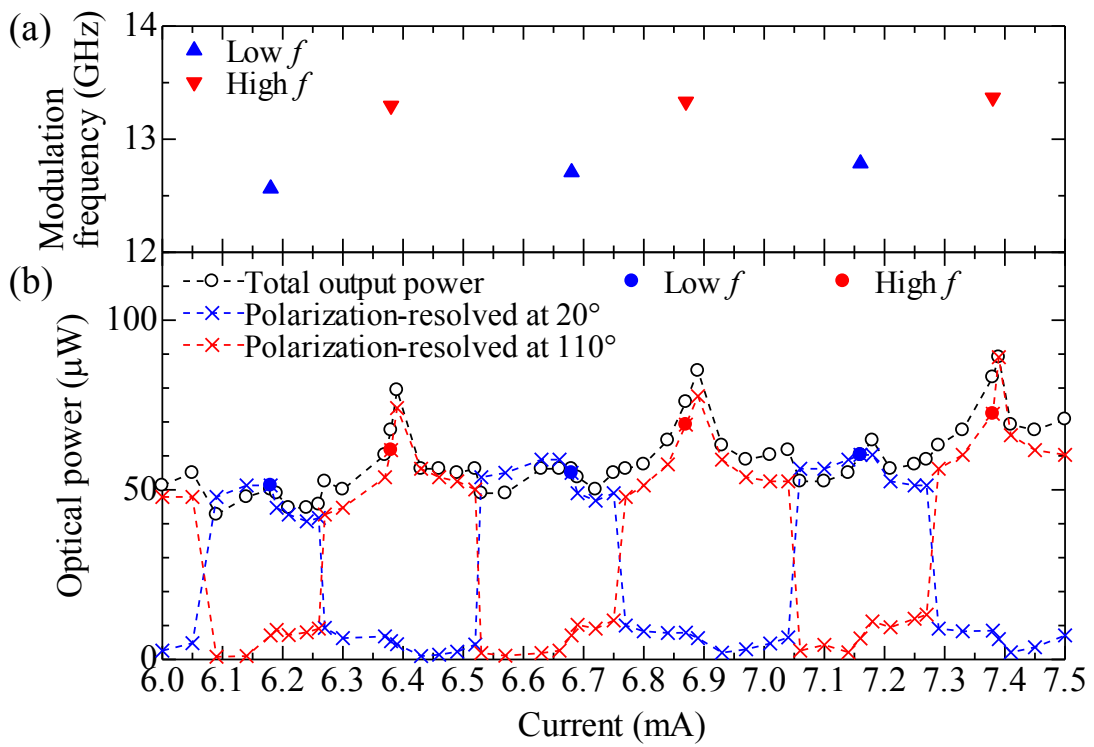 (a)
Modulation
frequency (GHz)
14
13
12
Low f
High f
(b)
Optical power (μW)
100
50
0
Total output power
Polarization-resolved at 20°
Polarization-resolved at 110°
Low f
High f
6.0 6.1 6.2 6.3 6.4 6.5 6.6 6.7 6.8 6.9 7.0 7.1 7.2 7.3 7.4 7.5
Current (mA)